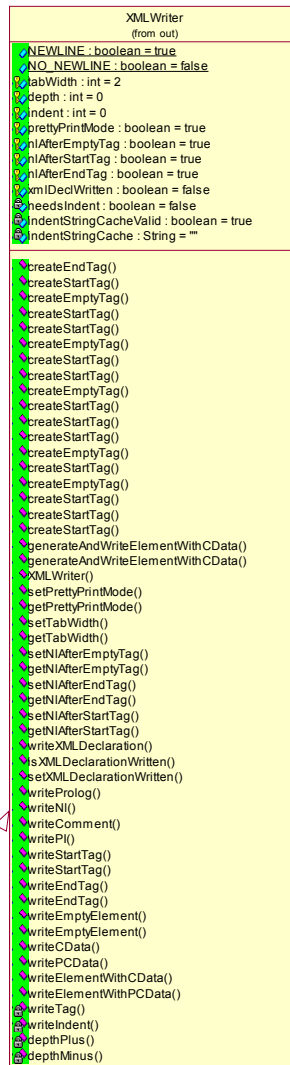 XMLWriter
(from out)
NEWLINE : boolean = true
NO_NEWLINE : boolean = false
tabWidth : int = 2
depth : int = 0
indent : int = 0
prettyPrintMode : boolean = true
nlAfterEmptyTag : boolean = true
nlAfterStartTag : boolean = true
nlAfterEndTag : boolean = true
xmlDeclWritten : boolean = false
needsIndent : boolean = false
IndentStringCacheValid : boolean = true
IndentStringCache : String = ""
createEndTag()
createStartTag()
createEmptyTag()
createStartTag()
createStartTag()
createEmptyTag()
createStartTag()
createStartTag()
createEmptyTag()
createStartTag()
createStartTag()
createStartTag()
createEmptyTag()
createStartTag()
createEmptyTag()
createStartTag()
createStartTag()
createStartTag()
generateAndWriteElementWithCData()
generateAndWriteElementWithCData()
XMLWriter()
setPrettyPrintMode()
getPrettyPrintMode()
setTabWidth()
getTabWidth()
setNlAfterEmptyTag()
getNlAfterEmptyTag()
setNlAfterEndTag()
getNlAfterEndTag()
setNlAfterStartTag()
getNlAfterStartTag()
writeXMLDeclaration()
isXMLDeclarationWritten()
setXMLDeclarationWritten()
writeProlog()
writeNl()
writeComment()
writePI()
writeStartTag()
writeStartTag()
writeEndTag()
writeEndTag()
writeEmptyElement()
writeEmptyElement()
writeCData()
writePCData()
writeElementWithCData()
writeElementWithPCData()
writeTag()
writeIndent()
depthPlus()
depthMinus()